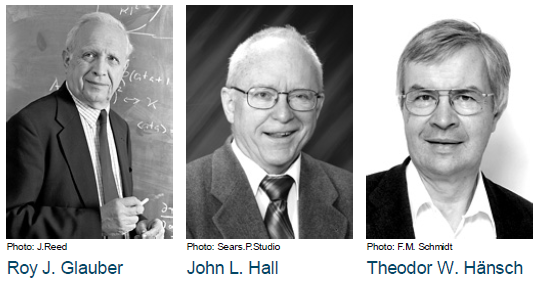 Photo: J.Reed
Photo: Sears.P.Studio
Photo: F.M. Schmidt
Roy J. Glauber
John L. Hall
Theodor W. Hänsch